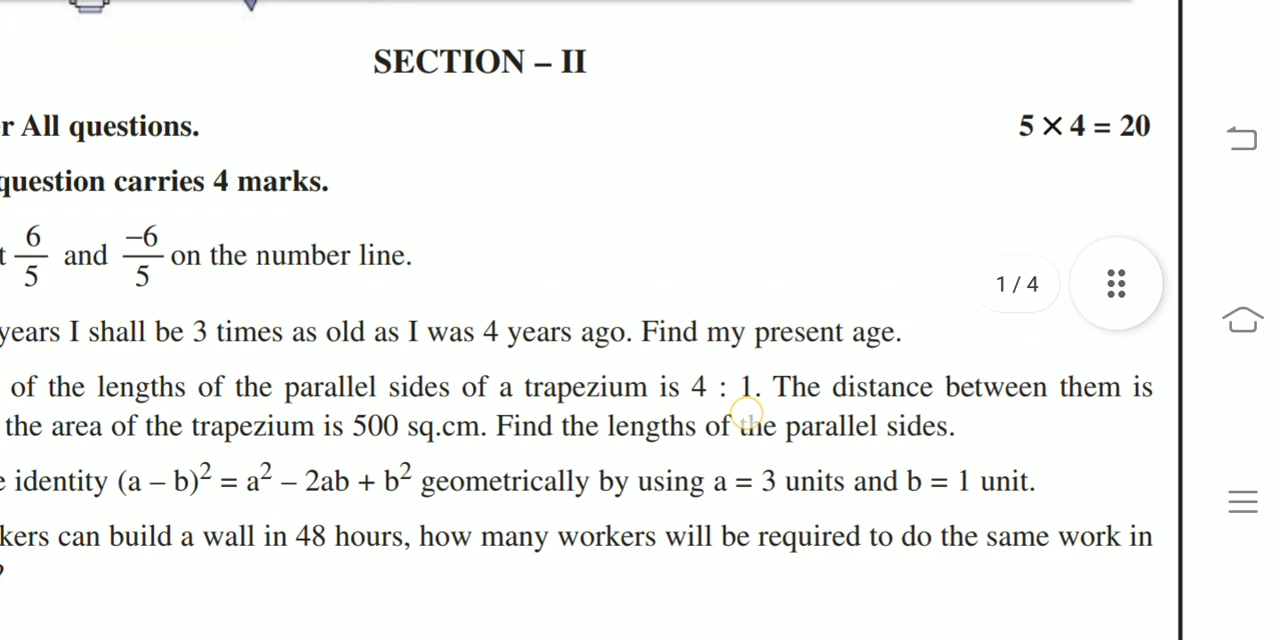 SECTION – II
r All questions. 5 × 4 = 20
question carries 4 marks.
t 6/5 and –6/5 on the number line.
1 / 4
years I shall be 3 times as old as I was 4 years ago. Find my present age.
of the lengths of the parallel sides of a trapezium is 4 : 1. The distance between them is
the area of the trapezium is 500 sq.cm. Find the lengths of the parallel sides.
e identity (a – b)² = a² – 2ab + b² geometrically by using a = 3 units and b = 1 unit.
kers can build a wall in 48 hours, how many workers will be required to do the same work in
?